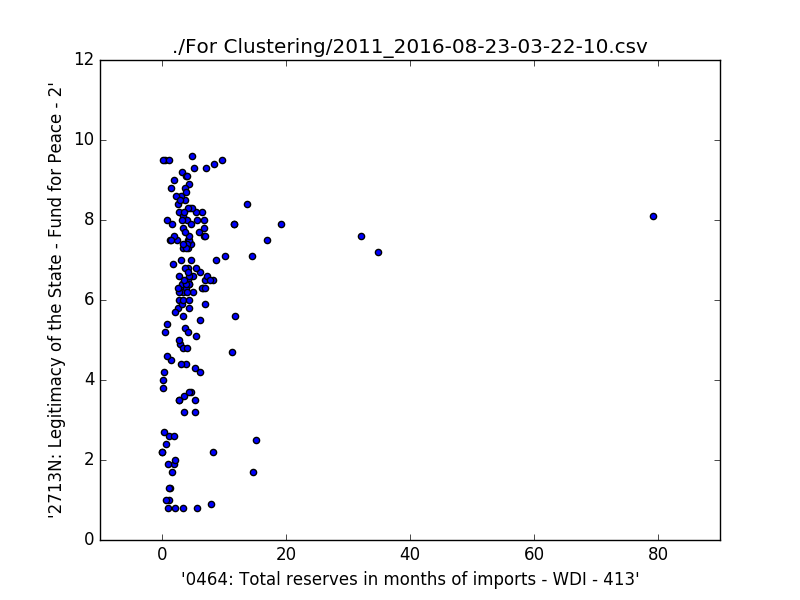 ./For Clustering/2011_2016-08-23-03-22-10.csv
12
10
8
6
4
2
0
'2713N: Legitimacy of the State - Fund for Peace - 2'
0 20 40 60 80
'0464: Total reserves in months of imports - WDI - 413'